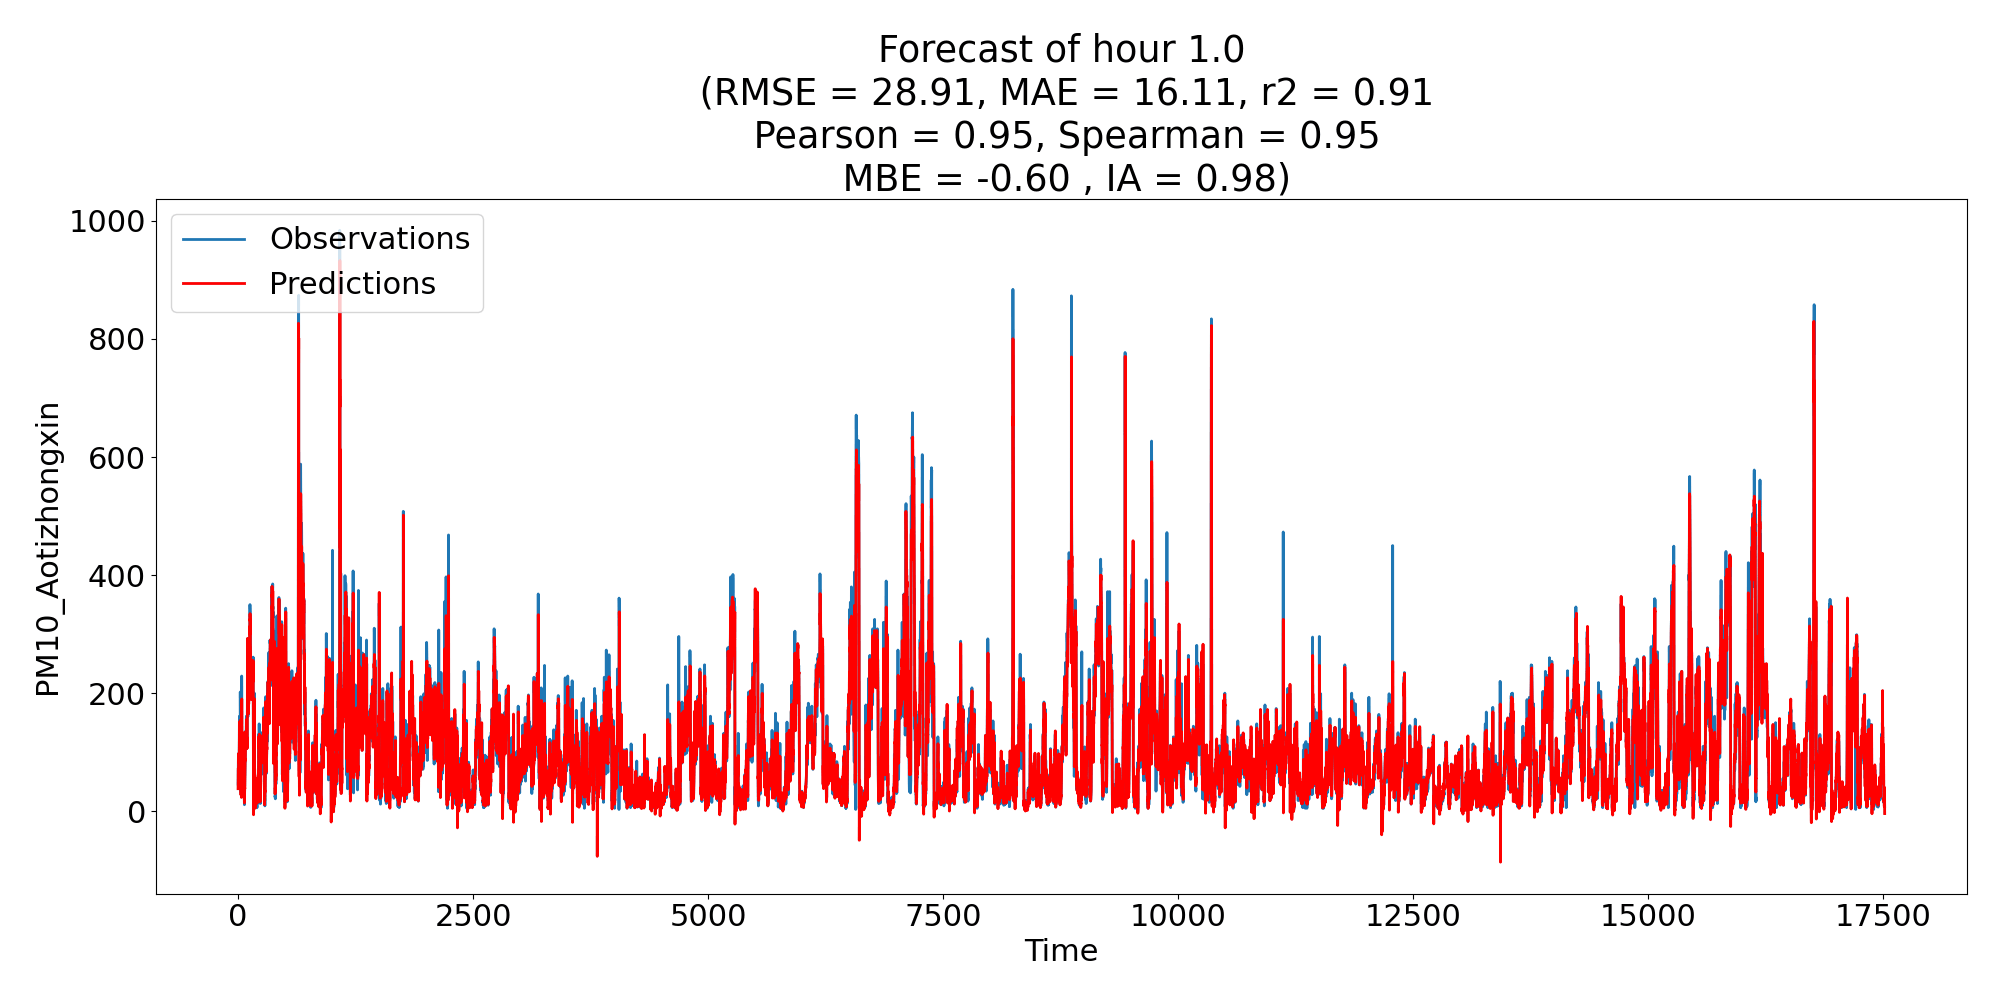 Forecast of hour 1.0
(RMSE = 28.91, MAE = 16.11, r2 = 0.91
Pearson = 0.95, Spearman = 0.95
MBE = -0.60 , IA = 0.98)
Observations
Predictions
PM10_Aotizhongxin
1000
800
600
400
200
0
0 2500 5000 7500 10000 12500 15000 17500
Time